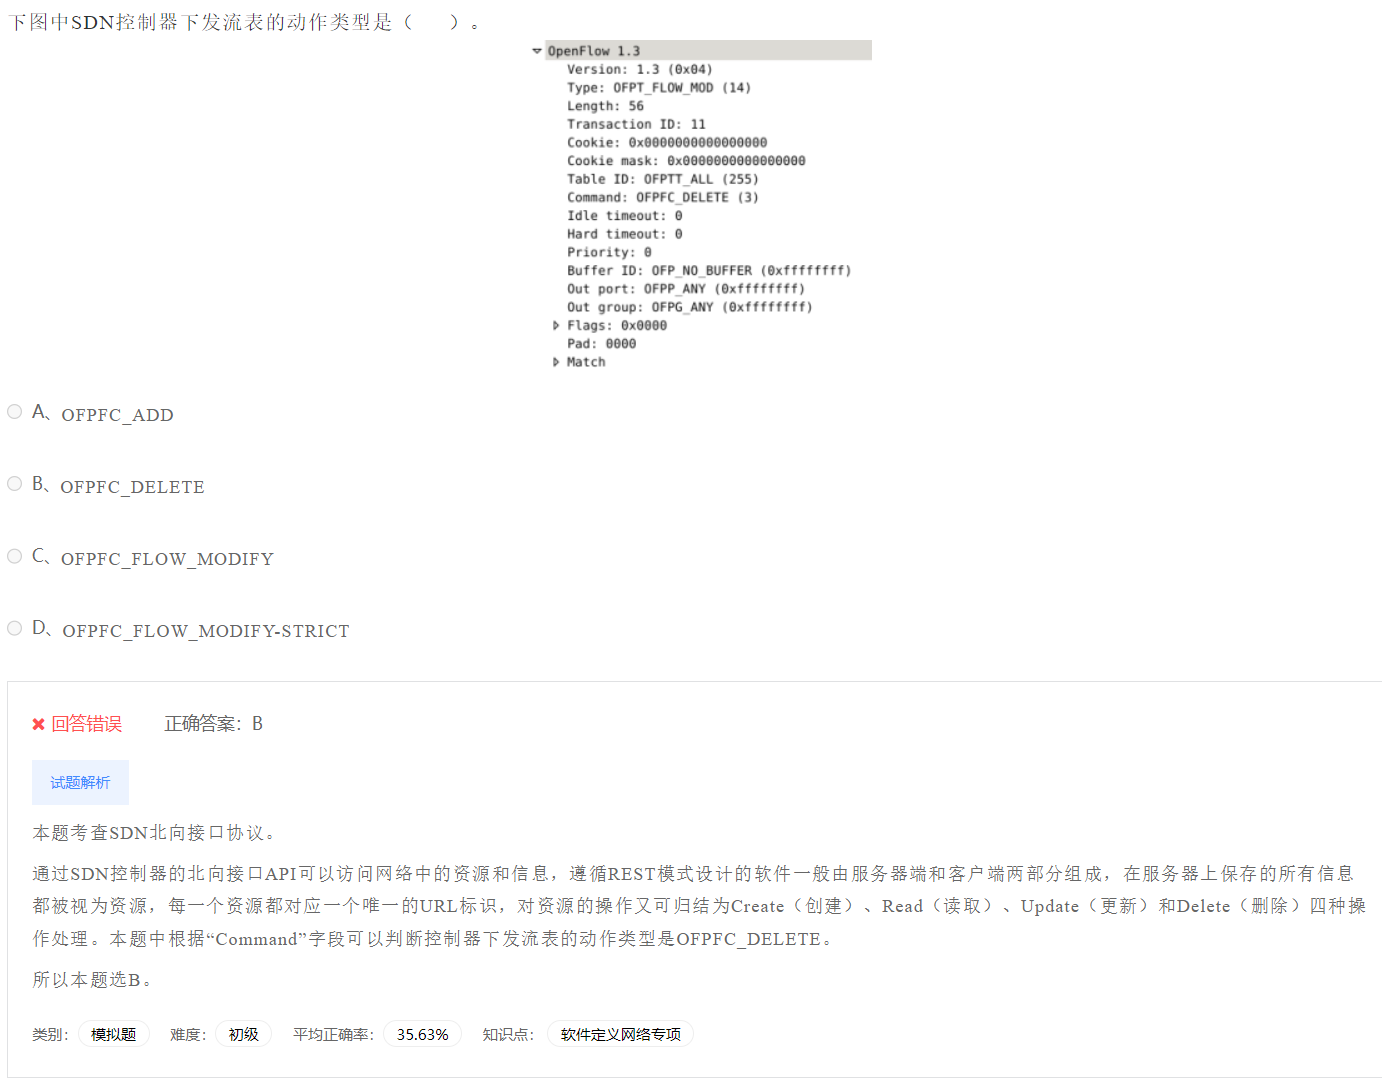 下图中SDN控制器下发流表的动作类型是（　　）。
OpenFlow 1.3
Version: 1.3 (0x04)
Type: OFPT_FLOW_MOD (14)
Length: 56
Transaction ID: 11
Cookie: 0x0000000000000000
Cookie mask: 0x0000000000000000
Table ID: OFPTT_ALL (255)
Command: OFPFC_DELETE (3)
Idle timeout: 0
Hard timeout: 0
Priority: 0
Buffer ID: OFP_NO_BUFFER (0xffffffff)
Out port: OFPP_ANY (0xffffffff)
Out group: OFPG_ANY (0xffffffff)
Flags: 0x0000
Pad: 0000
Match
A、OFPFC_ADD
B、OFPFC_DELETE
C、OFPFC_FLOW_MODIFY
D、OFPFC_FLOW_MODIFY-STRICT
回答错误 正确答案：B
试题解析
本题考查SDN北向接口协议。
通过SDN控制器的北向接口API可以访问网络中的资源和信息，遵循REST模式设计的软件一般由服务器端和客户端两部分组成，在服务器上保存的所有信息
都被视为资源，每一个资源都对应一个唯一的URL标识，对资源的操作又可归结为Create（创建）、Read（读取）、Update（更新）和Delete（删除）四种操
作处理。本题中根据“Command”字段可以判断控制器下发流表的动作类型是OFPFC_DELETE。
所以本题选B。
类别： 模拟题 难度： 初级 平均正确率： 35.63% 知识点： 软件定义网络专项